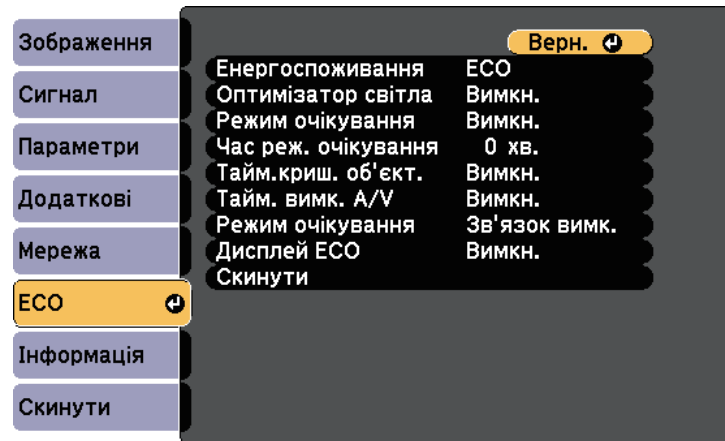 Зображення
Сигнал
Параметри
Додаткові
Мережа
ECO
Інформація
Скинути
Верн.
Енергоспоживання ECO
Оптимізатор світла Вимкн.
Режим очікування Вимкн.
Час реж. очікування 0 хв.
Тайм.криш. об'єкт. Вимкн.
Тайм. вимк. A/V Вимкн.
Режим очікування Зв'язок вимк.
Дисплей ECO Вимкн.
Скинути